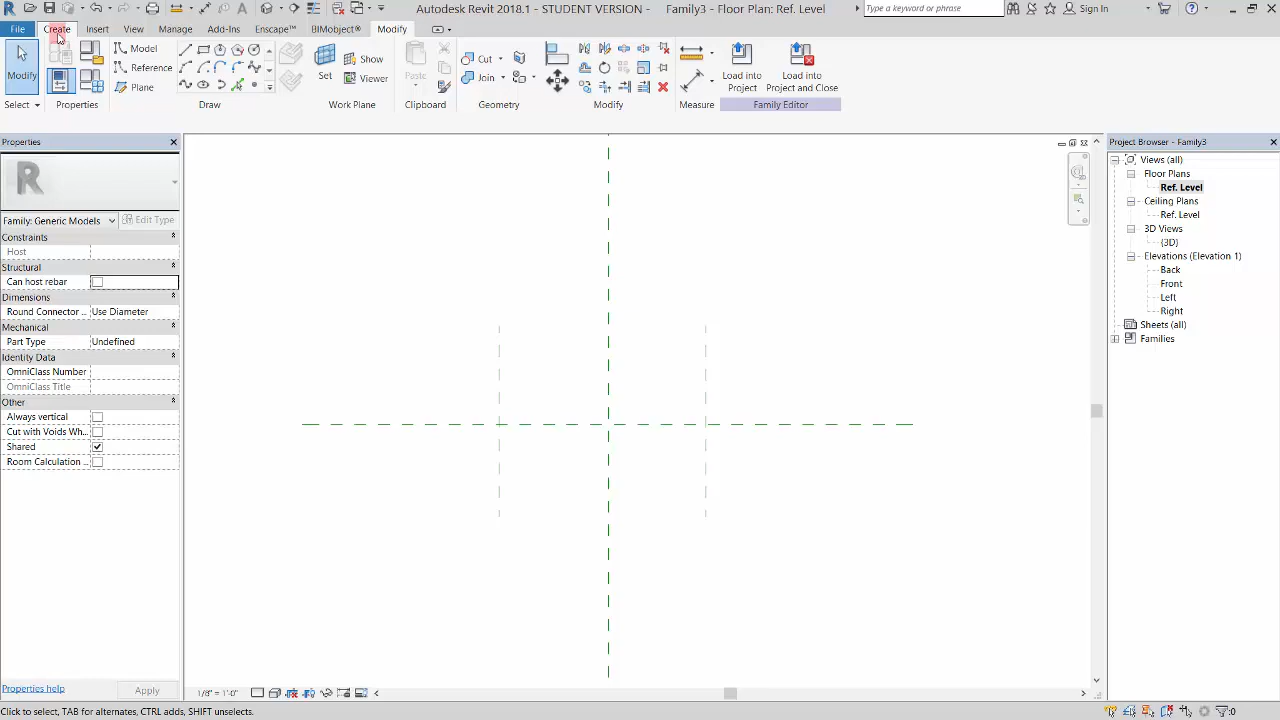 Autodesk Revit 2018.1 - STUDENT VERSION - Family3 - Floor Plan: Ref. Level
Type a keyword or phrase
Sign In
File Create Insert View Manage Add-Ins Enscape™ BIMobject® Modify
Modify
Select
Properties
Model
Reference
Plane
Draw
Set
Show
Viewer
Work Plane
Paste
Clipboard
Cut
Join
Geometry
Modify
Measure
Load into
Project
Load into
Project and Close
Family Editor
Properties
R
Family: Generic Models Edit Type
Constraints
Host
Structural
Can host rebar
Dimensions
Round Connector ... Use Diameter
Mechanical
Part Type Undefined
Identity Data
OmniClass Number
OmniClass Title
Other
Always vertical
Cut with Voids Wh...
Shared
Room Calculation ...
Properties help
Apply
Project Browser - Family3
Views (all)
Floor Plans
Ref. Level
Ceiling Plans
Ref. Level
3D Views
{3D}
Elevations (Elevation 1)
Back
Front
Left
Right
Sheets (all)
Families
1/8" = 1'-0"
Click to select, TAB for alternates, CTRL adds, SHIFT unselects.
:0